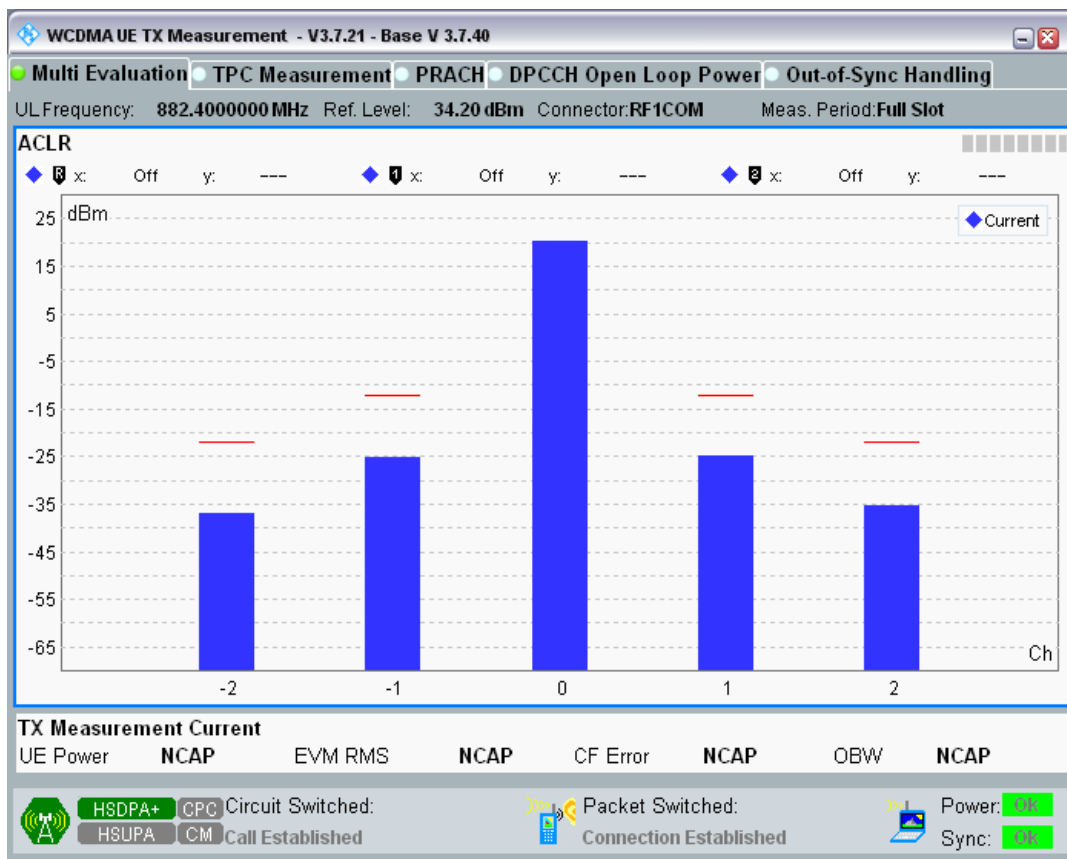 WCDMA UE TX Measurement - V3.7.21 - Base V 3.7.40
Multi Evaluation TPC Measurement PRACH DPCCH Open Loop Power Out-of-Sync Handling
UL Frequency: 882.4000000 MHz Ref. Level: 34.20 dBm Connector:RF1COM Meas. Period:Full Slot
ACLR
R x: Off y: --- 1 x: Off y: --- 2 x: Off y: ---
dBm
Current
25
15
5
-5
-15
-25
-35
-45
-55
-65
Ch
-2 -1 0 1 2
TX Measurement Current
UE Power NCAP EVM RMS NCAP CF Error NCAP OBW NCAP
HSDPA+ CPC Circuit Switched: Packet Switched: Power: OK
HSUPA CM Call Established Connection Established Sync: OK